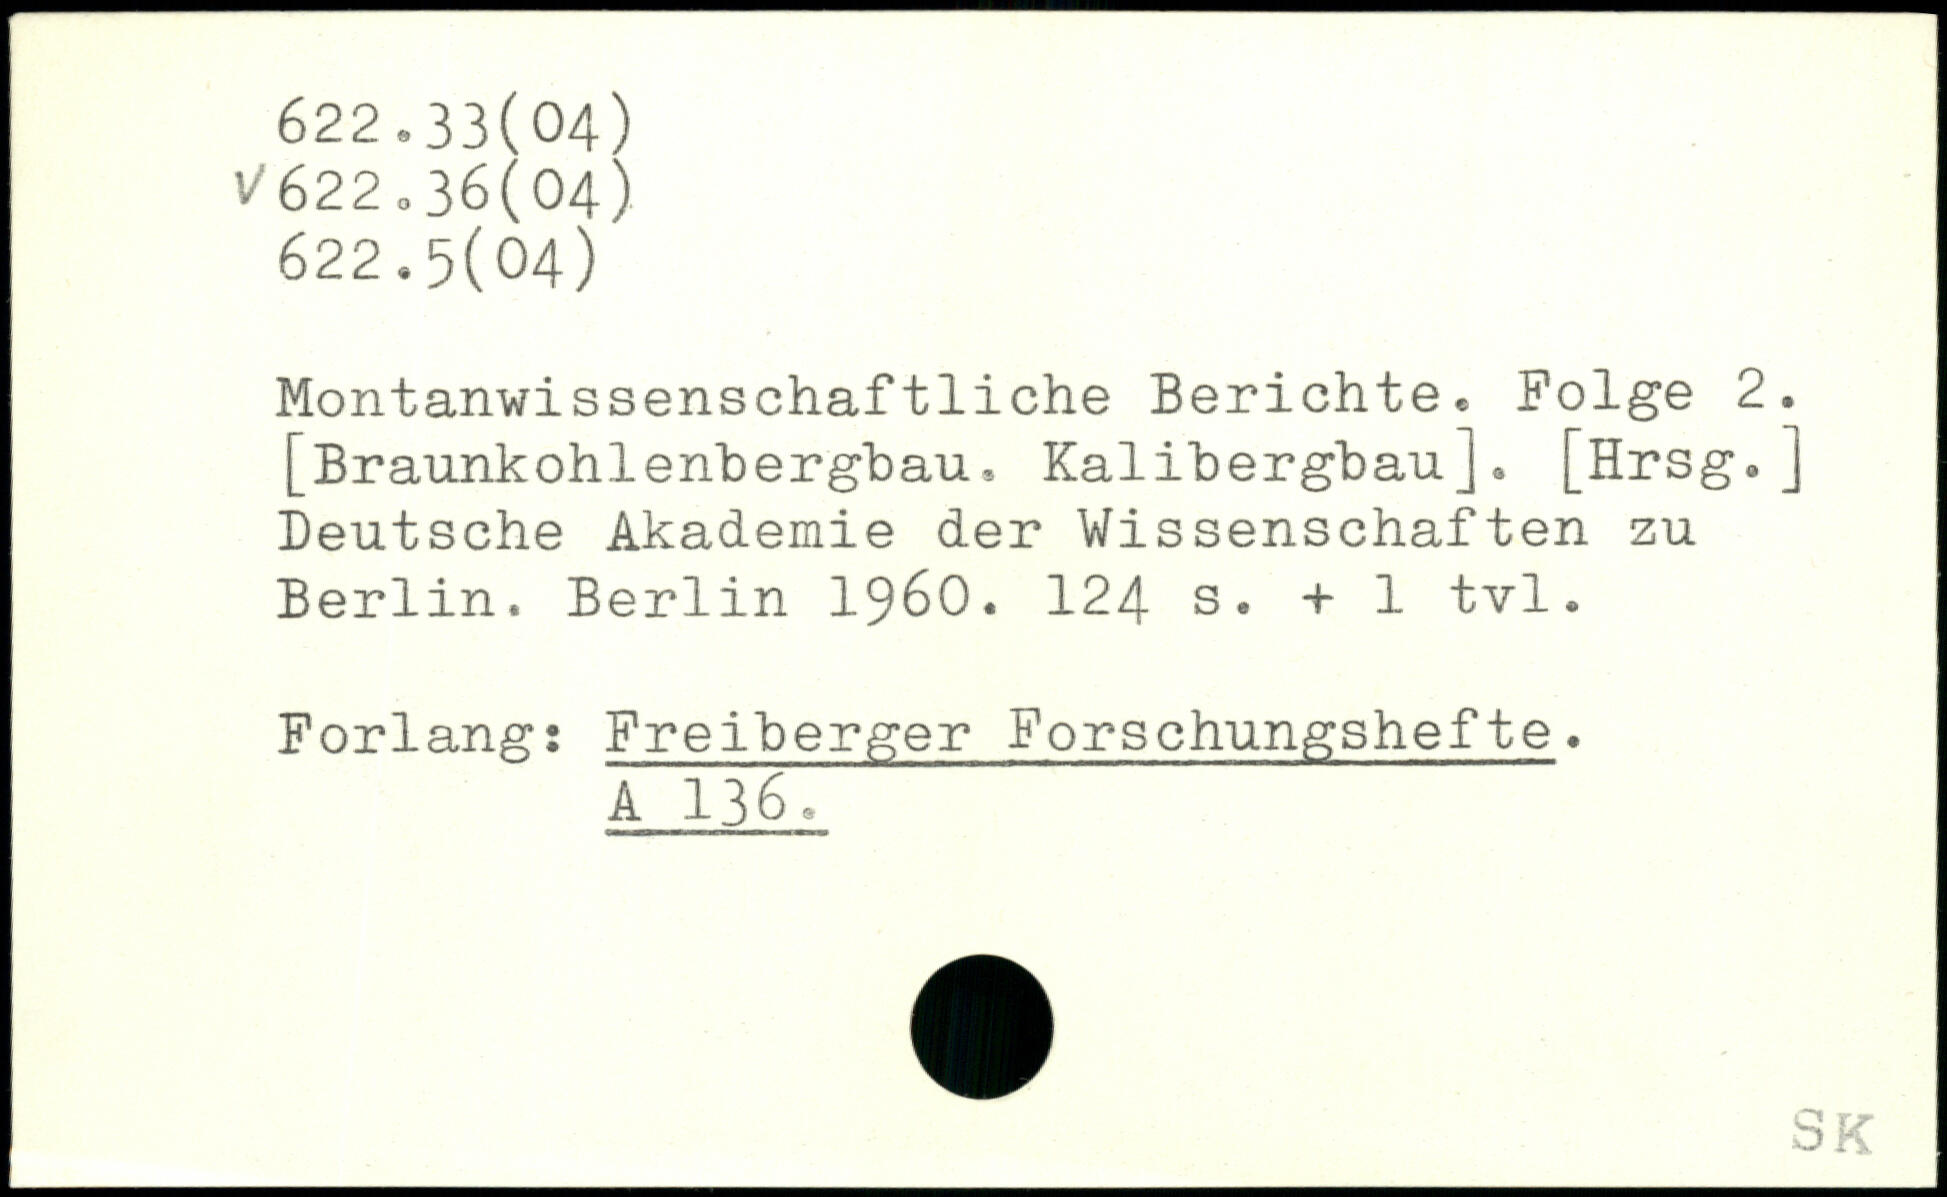 622.33(04)
V 622.36(04)
622.5(04)
Montanwissenschaftliche Berichte. Folge 2.
[Braunkohlenbergbau. Kalibergbau]. [Hrsg.]
Deutsche Akademie der Wissenschaften zu
Berlin. Berlin 1960. 124 s. + 1 tvl.
Forlang: Freiberger Forschungshefte.
A 136.
SK